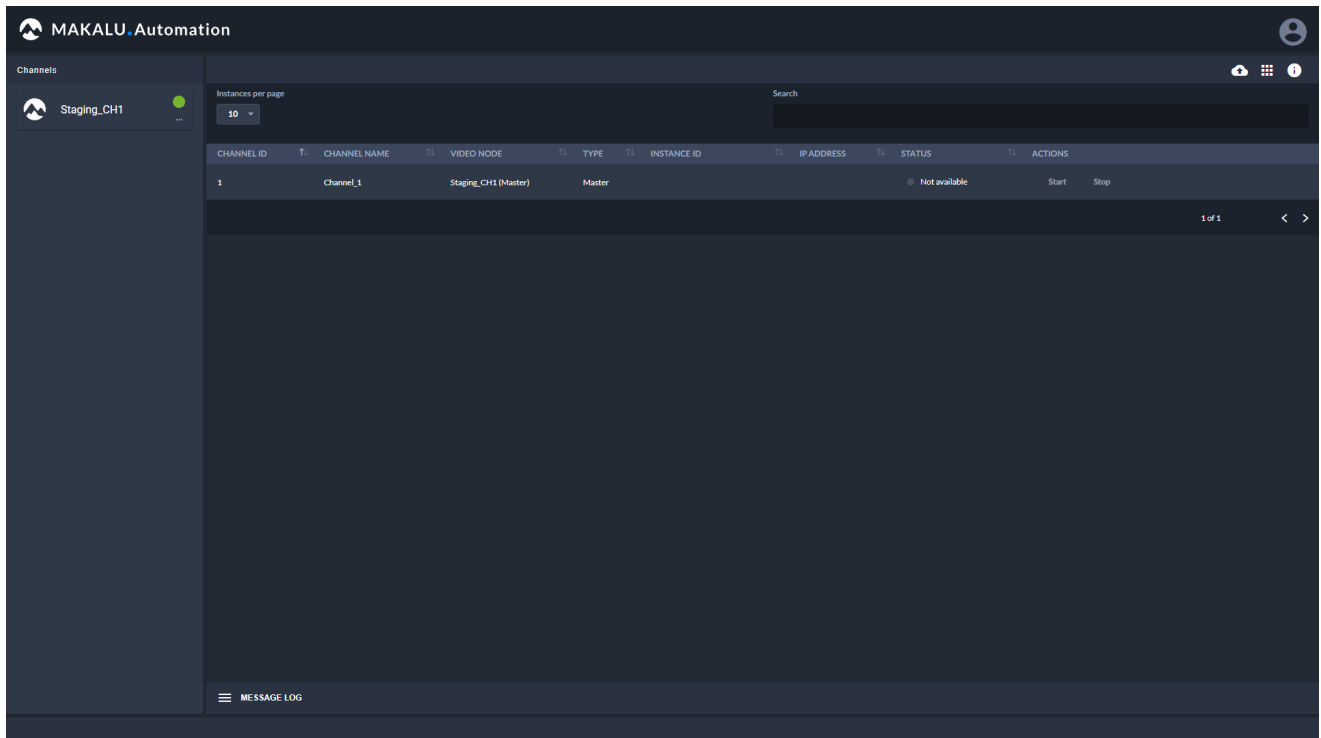 MAKALU.Automation
Channels
Staging_CH1
...
Instances per page
Search
10
CHANNEL ID CHANNEL NAME VIDEO NODE TYPE INSTANCE ID IP ADDRESS STATUS ACTIONS
1 Channel_1 Staging_CH1 (Master) Master Not available Start Stop
1 of 1
MESSAGE LOG